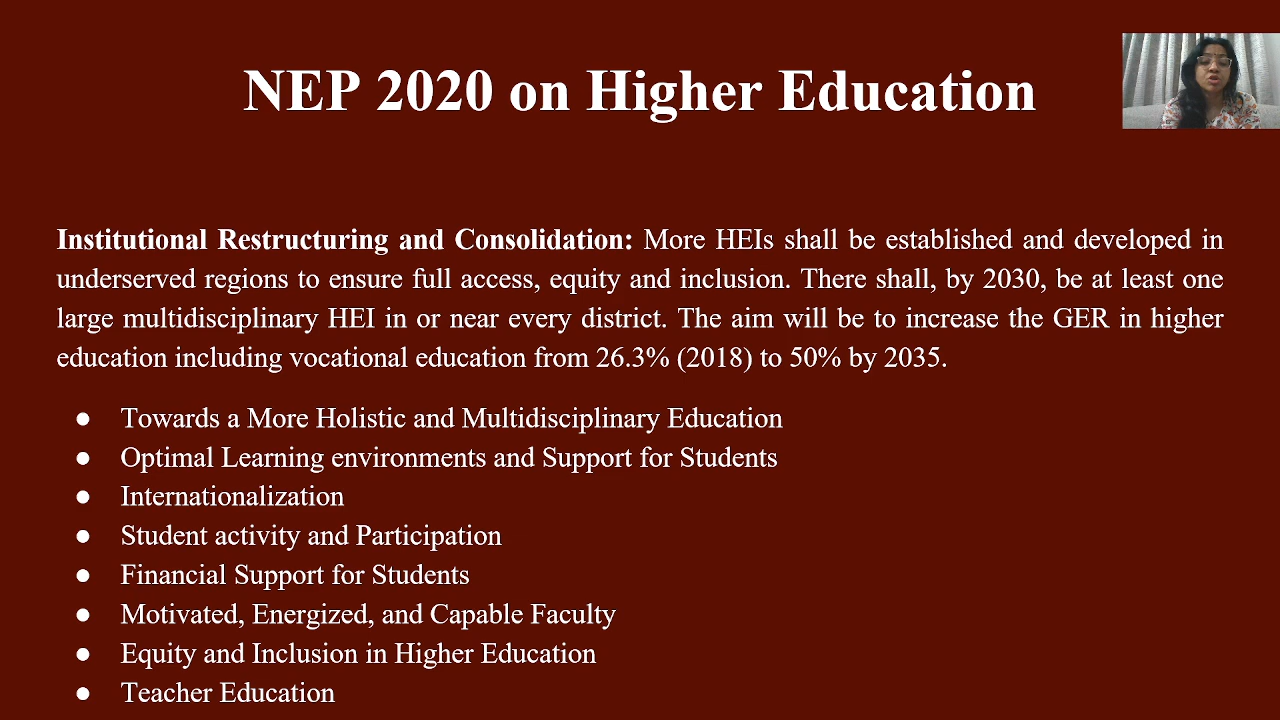 NEP 2020 on Higher Education
Institutional Restructuring and Consolidation: More HEIs shall be established and developed in
underserved regions to ensure full access, equity and inclusion. There shall, by 2030, be at least one
large multidisciplinary HEI in or near every district. The aim will be to increase the GER in higher
education including vocational education from 26.3% (2018) to 50% by 2035.
● Towards a More Holistic and Multidisciplinary Education
● Optimal Learning environments and Support for Students
● Internationalization
● Student activity and Participation
● Financial Support for Students
● Motivated, Energized, and Capable Faculty
● Equity and Inclusion in Higher Education
● Teacher Education